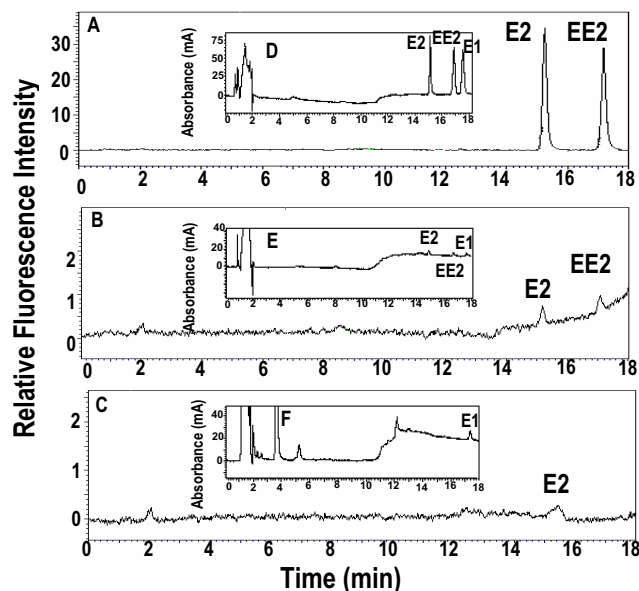 Relative Fluorescence Intensity
A
30
20
10
0
E2 EE2
0 2 4 6 8 10 12 14 16 18
D
Absorbance (mA)
75
50
25
0
E2 EE2 E1
0 2 4 6 8 10 12 14 16 18
B
2
1
0
E2 EE2
0 2 4 6 8 10 12 14 16 18
E
Absorbance (mA)
40
20
0
E2 E1
EE2
0 2 4 6 8 10 12 14 16 18
C
2
1
0
E2
0 2 4 6 8 10 12 14 16 18
F
Absorbance (mA)
40
20
0
E1
0 2 4 6 8 10 12 14 16 18
Time (min)